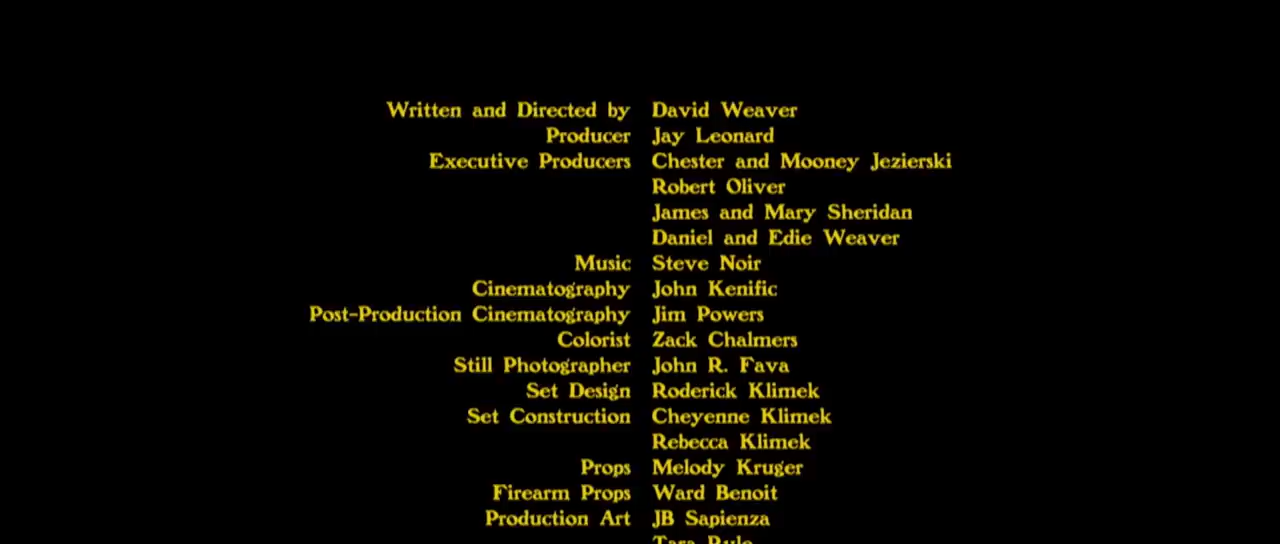 Written and Directed by David Weaver
Producer Jay Leonard
Executive Producers Chester and Mooney Jezierski
Robert Oliver
James and Mary Sheridan
Daniel and Edie Weaver
Music Steve Noir
Cinematography John Kenific
Post-Production Cinematography Jim Powers
Colorist Zack Chalmers
Still Photographer John R. Fava
Set Design Roderick Klimek
Set Construction Cheyenne Klimek
Rebecca Klimek
Props Melody Kruger
Firearm Props Ward Benoit
Production Art JB Sapienza